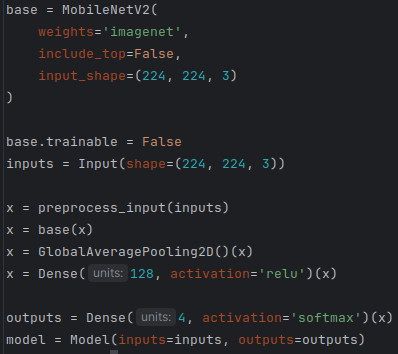 base = MobileNetV2(
    weights='imagenet',
    include_top=False,
    input_shape=(224, 224, 3)
)

base.trainable = False
inputs = Input(shape=(224, 224, 3))

x = preprocess_input(inputs)
x = base(x)
x = GlobalAveragePooling2D()(x)
x = Dense( units: 128, activation='relu')(x)

outputs = Dense( units: 4, activation='softmax')(x)
model = Model(inputs=inputs, outputs=outputs)